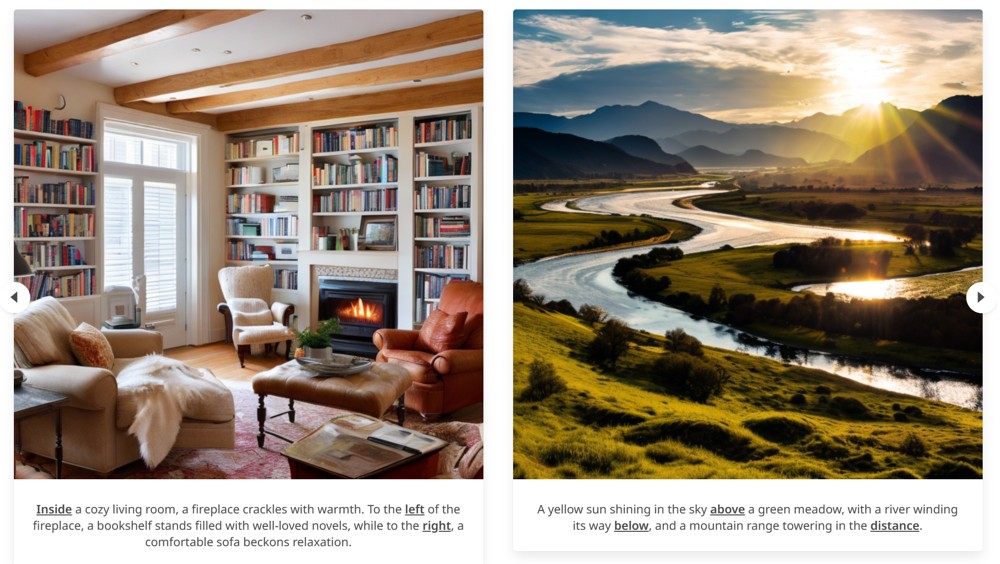 Inside a cozy living room, a fireplace crackles with warmth. To the left of the
fireplace, a bookshelf stands filled with well-loved novels, while to the right, a
comfortable sofa beckons relaxation.
A yellow sun shining in the sky above a green meadow, with a river winding
its way below, and a mountain range towering in the distance.